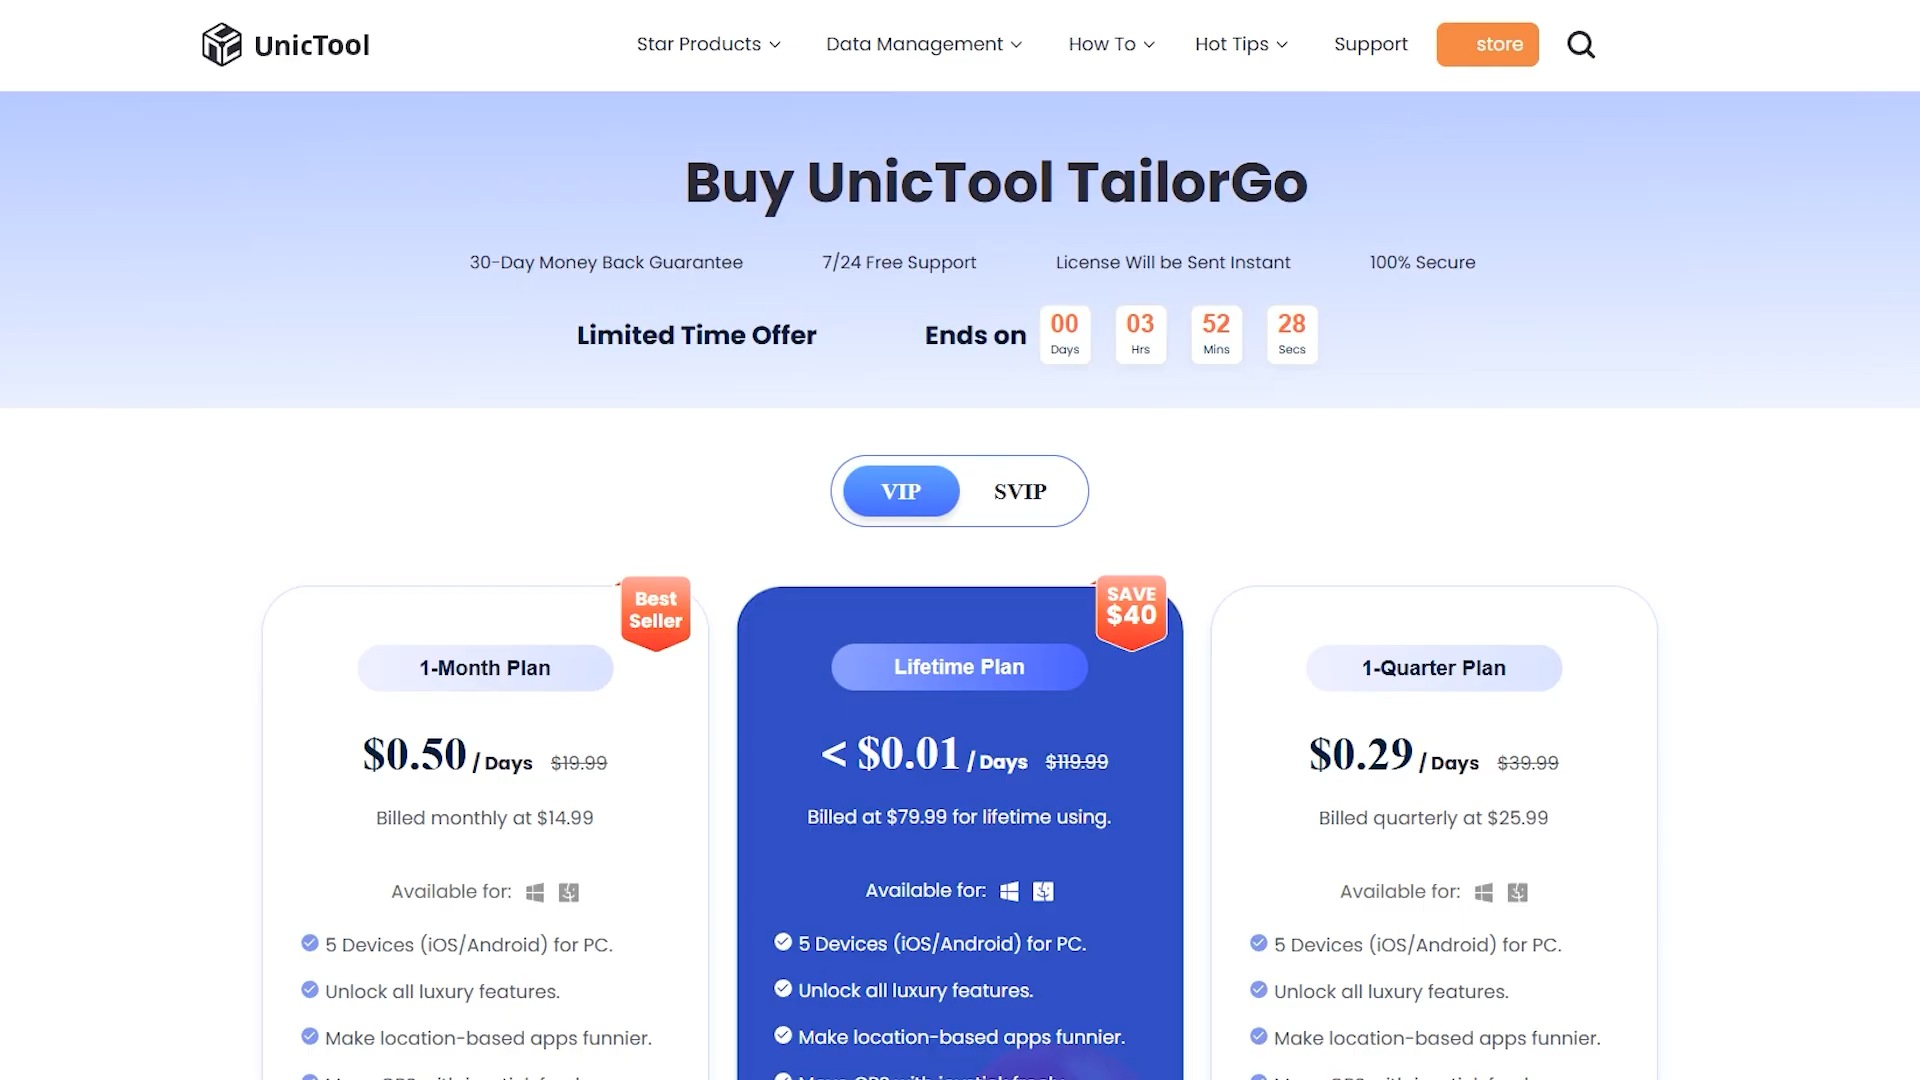 UnicTool
Star Products
Data Management
How To
Hot Tips
Support
store
Buy UnicTool TailorGo
30-Day Money Back Guarantee
7/24 Free Support
License Will be Sent Instant
100% Secure
Limited Time Offer
Ends on
00 Days
03 Hrs
52 Mins
28 Secs
VIP
SVIP
Best
Seller
1-Month Plan
$0.50 / Days $19.99
Billed monthly at $14.99
Available for:
5 Devices (iOS/Android) for PC.
Unlock all luxury features.
Make location-based apps funnier.
SAVE
$40
Lifetime Plan
< $0.01 / Days $119.99
Billed at $79.99 for lifetime using.
Available for:
5 Devices (iOS/Android) for PC.
Unlock all luxury features.
Make location-based apps funnier.
1-Quarter Plan
$0.29 / Days $39.99
Billed quarterly at $25.99
Available for:
5 Devices (iOS/Android) for PC.
Unlock all luxury features.
Make location-based apps funnier.